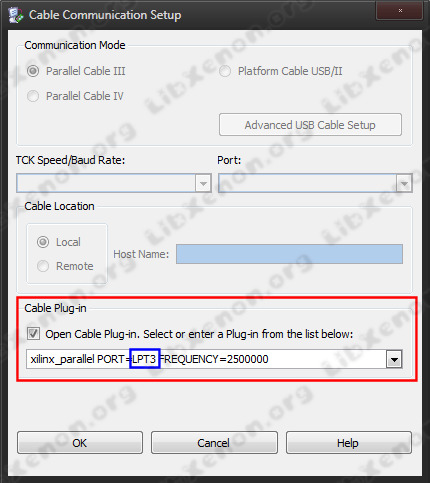 Cable Communication Setup
Communication Mode
Parallel Cable III
Platform Cable USB/II
Parallel Cable IV
Advanced USB Cable Setup
TCK Speed/Baud Rate:
Port:
Cable Location
Local
Host Name:
Remote
Cable Plug-in
Open Cable Plug-in. Select or enter a Plug-in from the list below:
xilinx_parallel PORT=LPT3 FREQUENCY=2500000
OK
Cancel
Help
LibXenon.org